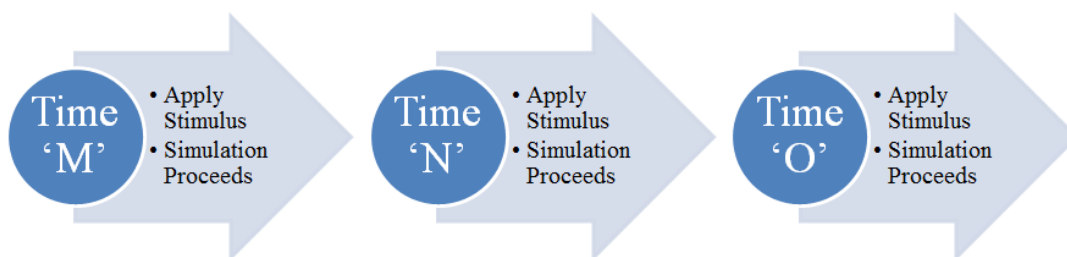 Time
‘M’
• Apply
Stimulus
• Simulation
Proceeds
Time
‘N’
• Apply
Stimulus
• Simulation
Proceeds
Time
‘O’
• Apply
Stimulus
• Simulation
Proceeds